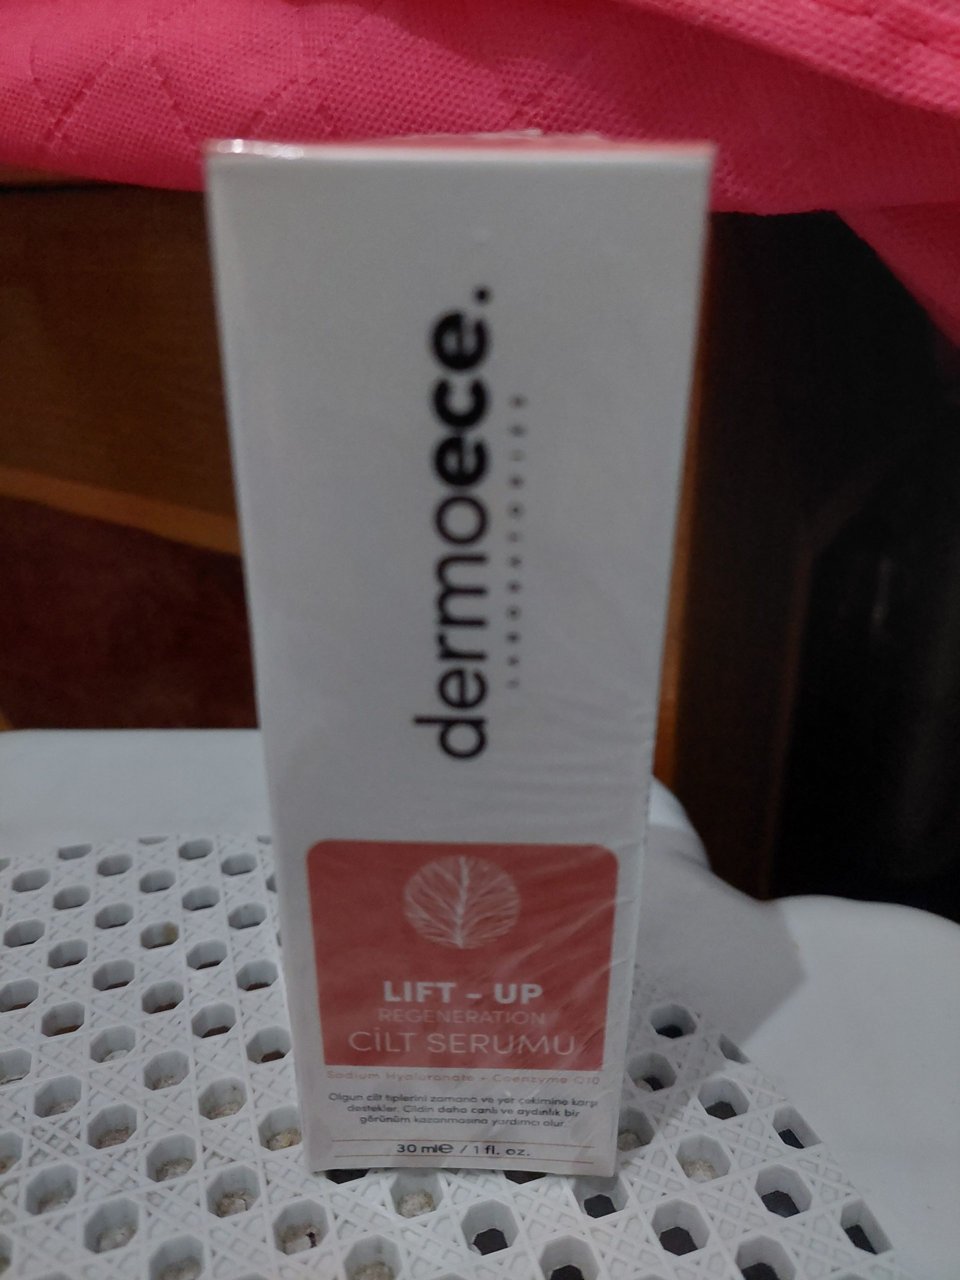 dermoece.
LIFT - UP
REGENERATION
CİLT SERUMU
Sodium Hyaluronate + Coenzyme Q10
Olgun cilt tiplerini zamana ve yer çekimine karşı
destekler. Cildin daha canlı ve aydınlık bir
görünüm kazanmasına yardımcı olur.
30 ml℮ / 1 fl. oz.